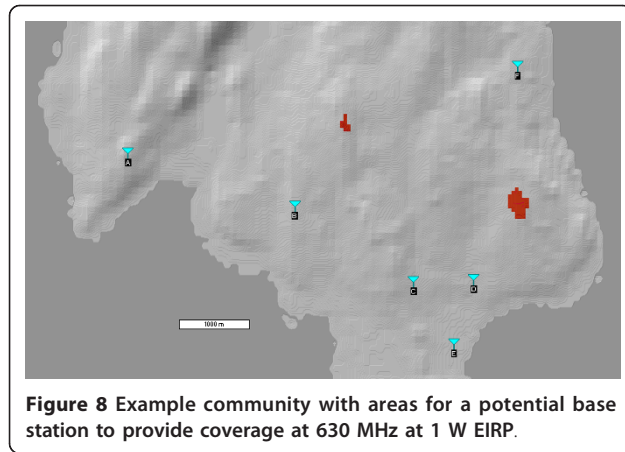 F
A
B
C
D
1000 m
E
Figure 8 Example community with areas for a potential base
station to provide coverage at 630 MHz at 1 W EIRP.